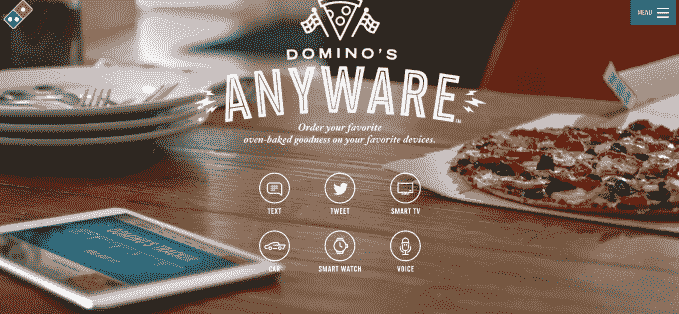 MENU
DOMINO'S
ANYWARE™
Order your favorite
oven-baked goodness on your favorite devices.
TEXT
TWEET
SMART TV
CAR
SMART WATCH
VOICE